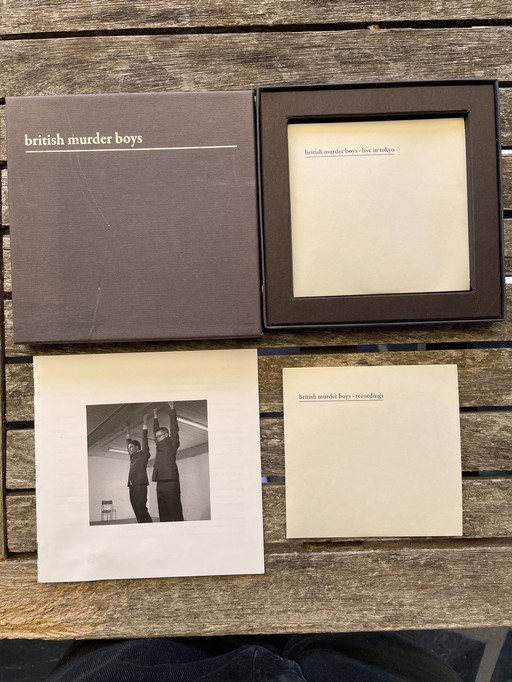 british murder boys
british murder boys - live in tokyo
british murder boys - recordings